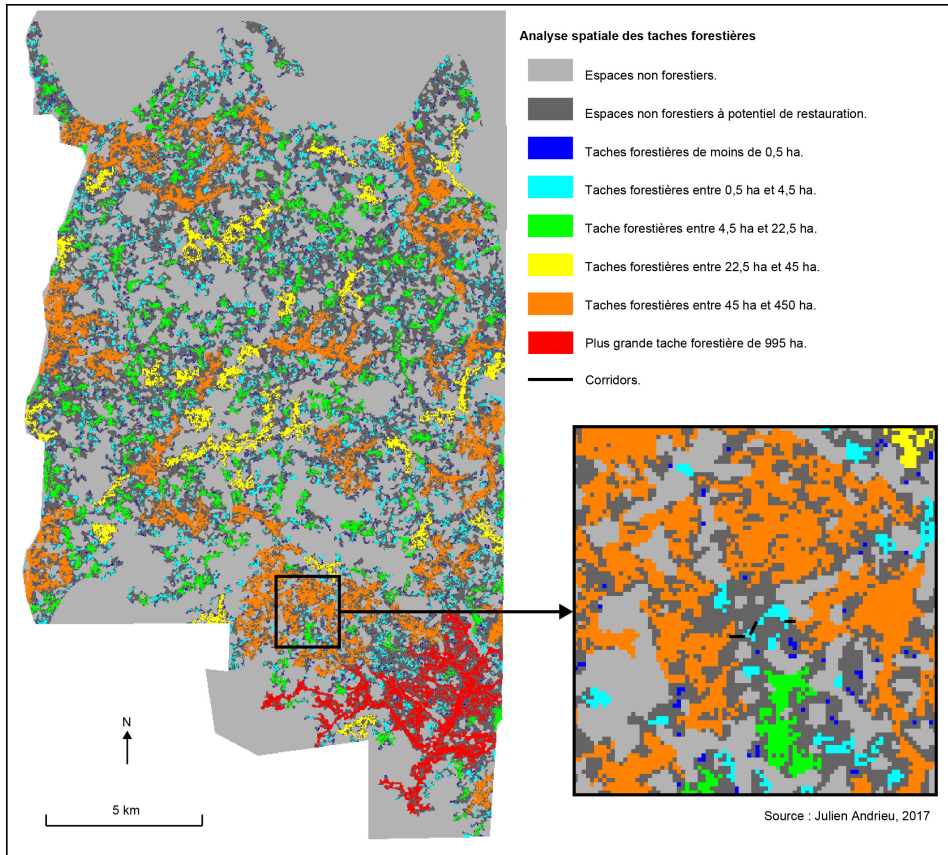 Analyse spatiale des taches forestières
Espaces non forestiers.
Espaces non forestiers à potentiel de restauration.
Taches forestières de moins de 0,5 ha.
Taches forestières entre 0,5 ha et 4,5 ha.
Tache forestières entre 4,5 ha et 22,5 ha.
Taches forestières entre 22,5 ha et 45 ha.
Taches forestières entre 45 ha et 450 ha.
Plus grande tache forestière de 995 ha.
Corridors.
N
5 km
Source : Julien Andrieu, 2017